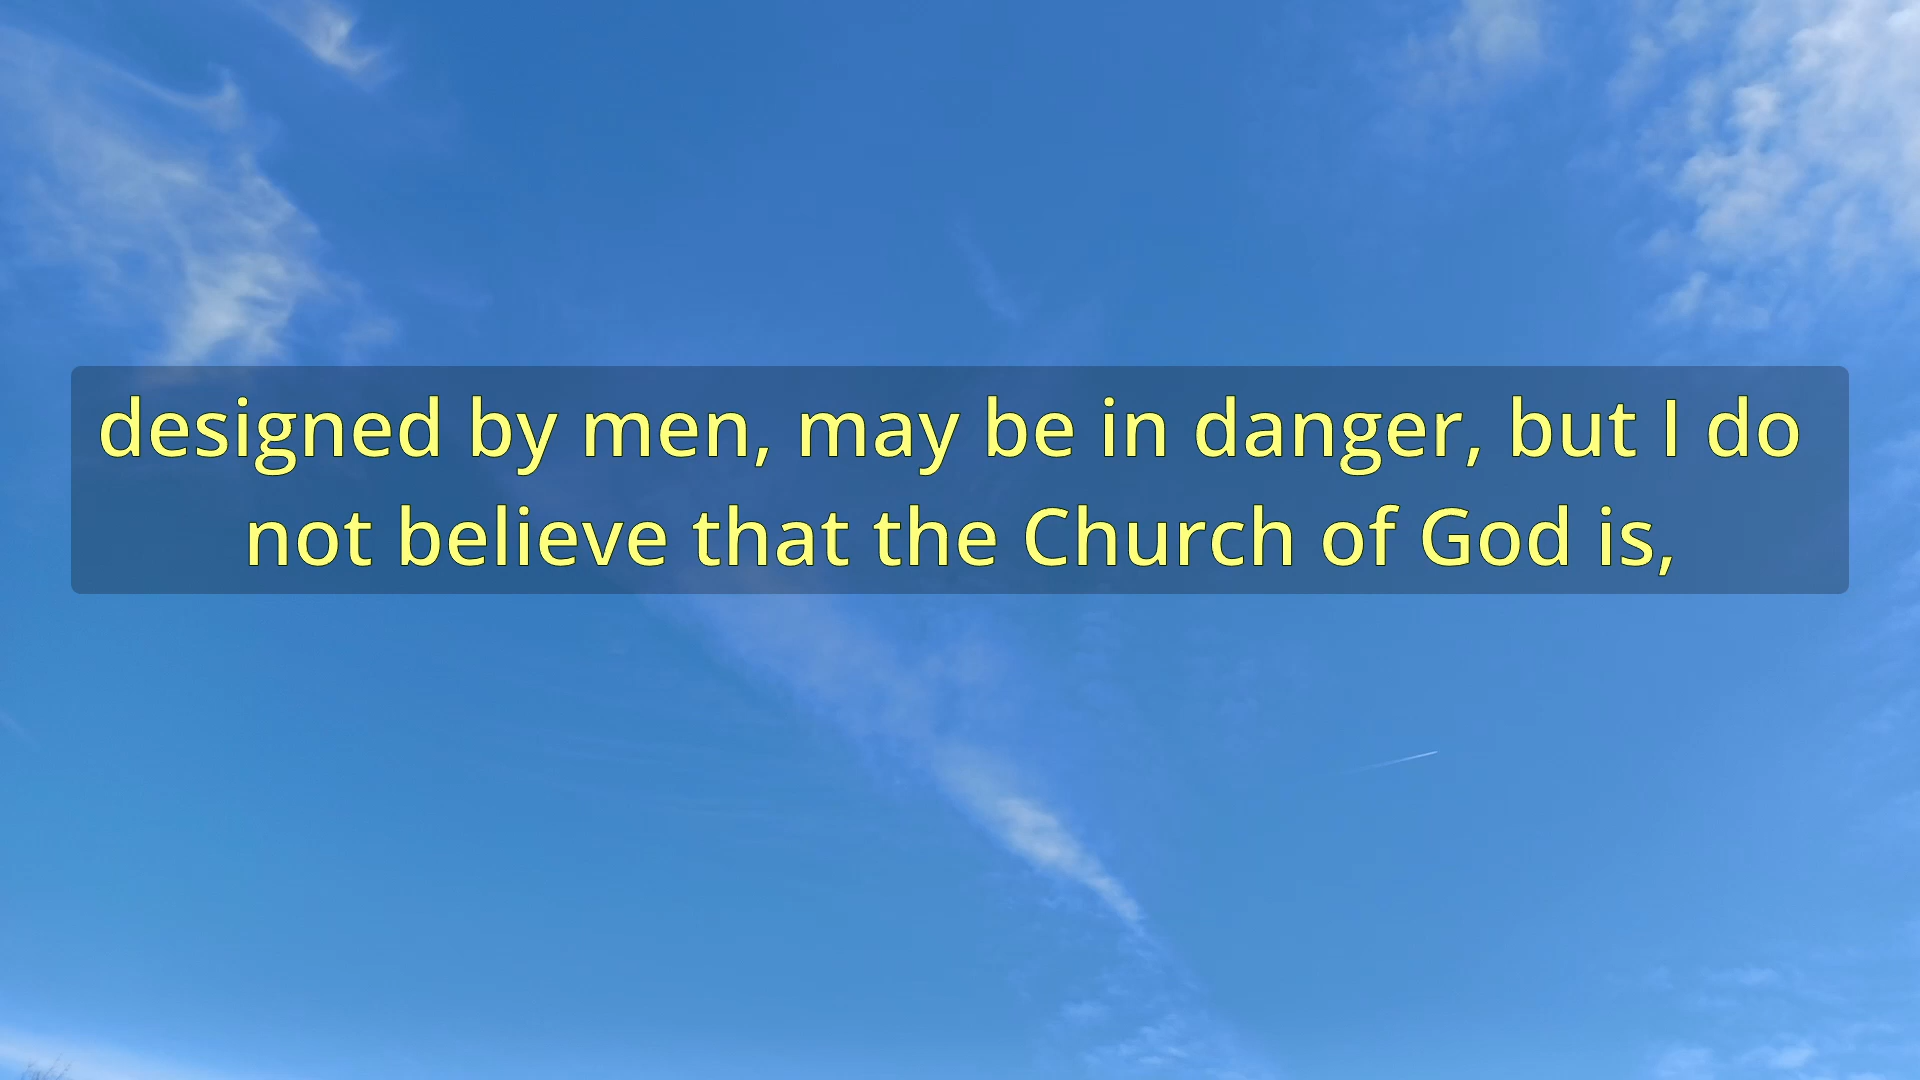 designed by men, may be in danger, but I do
not believe that the Church of God is,